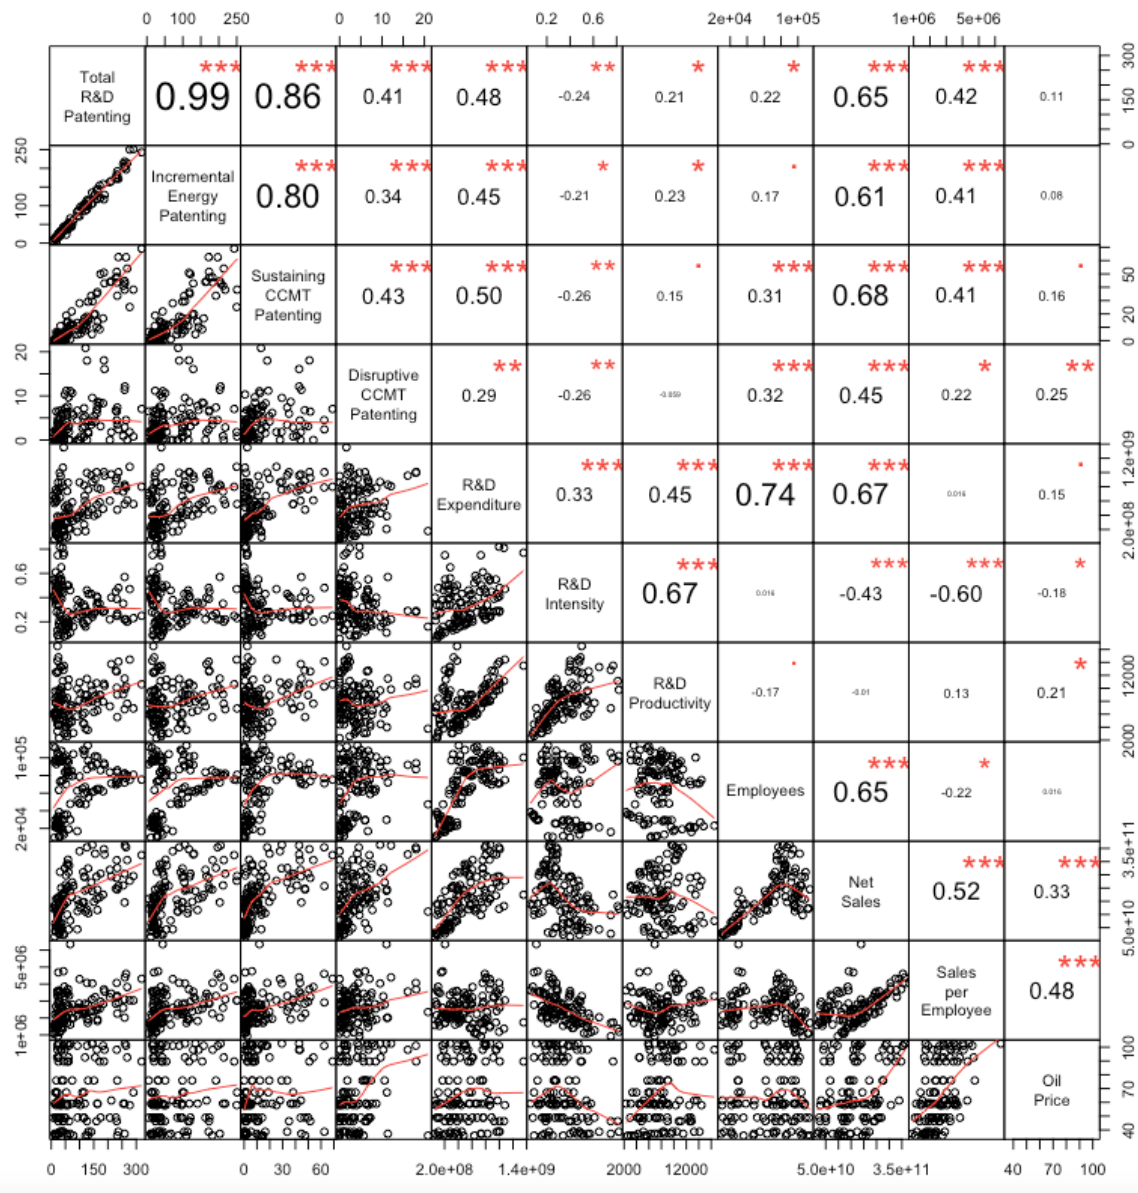 0 100 250 0 10 20 0.2 0.6 2e+04 1e+05 1e+06 5e+06
Total
R&D
Patenting
*** *** *** *** ** * * *** ***
0.99 0.86 0.41 0.48 -0.24 0.21 0.22 0.65 0.42 0.11
0 150 300
Incremental
Energy
Patenting
*** *** *** * * . *** ***
0.80 0.34 0.45 -0.21 0.23 0.17 0.61 0.41 0.08
0 100 250
Sustaining
CCMT
Patenting
*** *** ** . *** *** *** .
0.43 0.50 -0.26 0.15 0.31 0.68 0.41 0.16
0 20 50
Disruptive
CCMT
Patenting
** ** *** *** * **
0.29 -0.26 -0.059 0.32 0.45 0.22 0.25
0 10 20
R&D
Expenditure
*** *** *** *** .
0.33 0.45 0.74 0.67 0.016 0.15
2.0e+08 1.2e+09
R&D
Intensity
*** *** *** *
0.67 0.016 -0.43 -0.60 -0.18
0.2 0.6
R&D
Productivity
. *
-0.17 -0.01 0.13 0.21
2000 12000
Employees
*** *
0.65 -0.22 0.016
2e+04 1e+05
Net
Sales
*** ***
0.52 0.33
5.0e+10 3.5e+11
Sales
per
Employee
***
0.48
1e+06 5e+06
Oil
Price
40 70 100
0 150 300 0 30 60 2.0e+08 1.4e+09 2000 12000 5.0e+10 3.5e+11 40 70 100